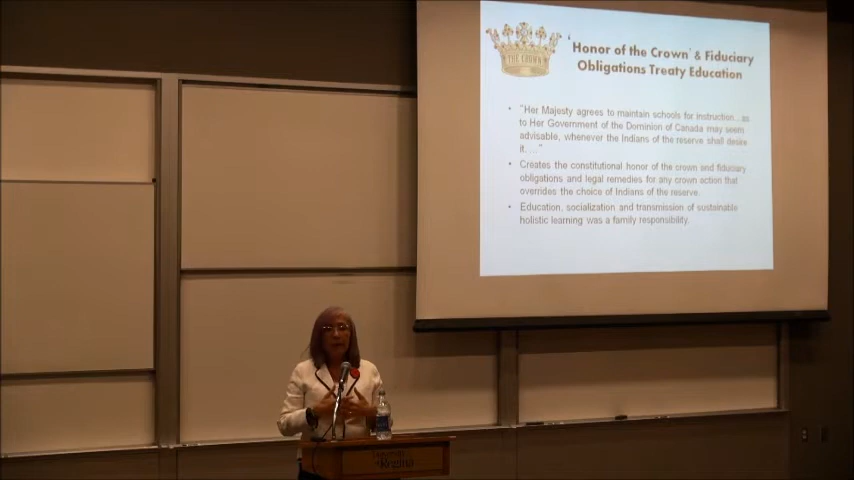 THE CROWN
'Honor of the Crown' & Fiduciary
Obligations Treaty Education
• "Her Majesty agrees to maintain schools for instruction...as
to Her Government of the Dominion of Canada may seem
advisable, whenever the Indians of the reserve shall desire
it. ..."
• Creates the constitutional honor of the crown and fiduciary
obligations and legal remedies for any crown action that
overrides the choice of Indians of the reserve.
• Education, socialization and transmission of sustainable
holistic learning was a family responsibility.
University
of Regina